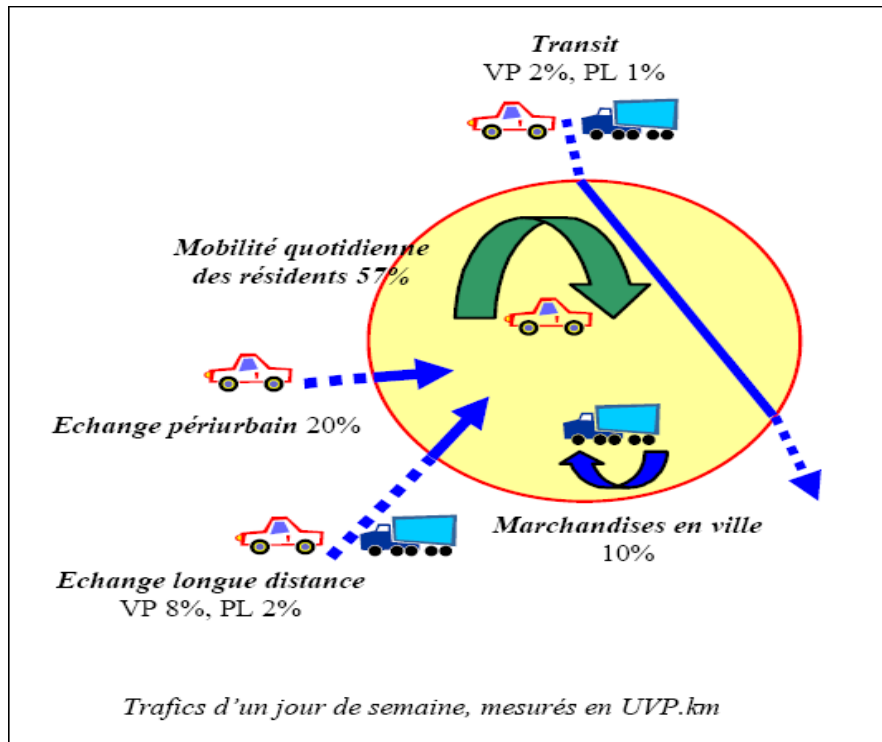 Transit
VP 2%, PL 1%
Mobilité quotidienne
des résidents 57%
Echange périurbain 20%
Marchandises en ville
10%
Echange longue distance
VP 8%, PL 2%
Trafics d'un jour de semaine, mesurés en UVP.km